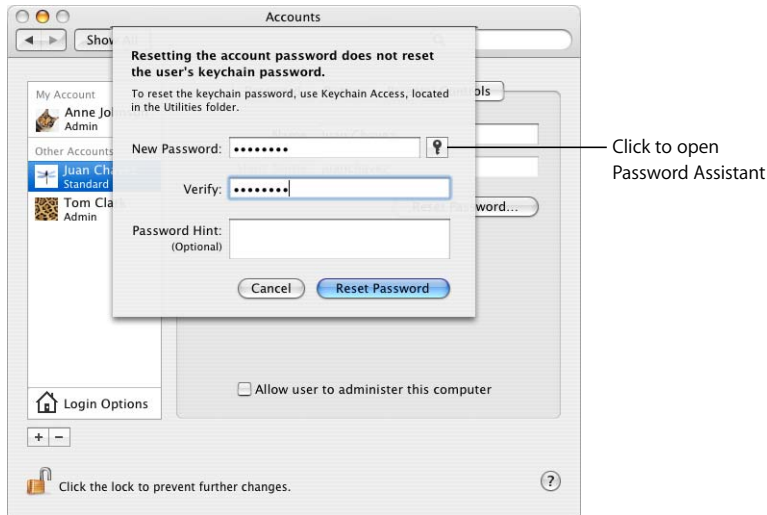 Accounts
Show All
Resetting the account password does not reset
the user's keychain password.
To reset the keychain password, use Keychain Access, located
in the Utilities folder.
My Account
Anne
Admin
Other Accounts
Juan
Standard
Tom
Admin
New Password: ••••••••
Verify: ••••••••
Password Hint:
(Optional)
Reset Password...
Cancel
Reset Password
Click to open
Password Assistant
Allow user to administer this computer
Login Options
+ −
Click the lock to prevent further changes.
?